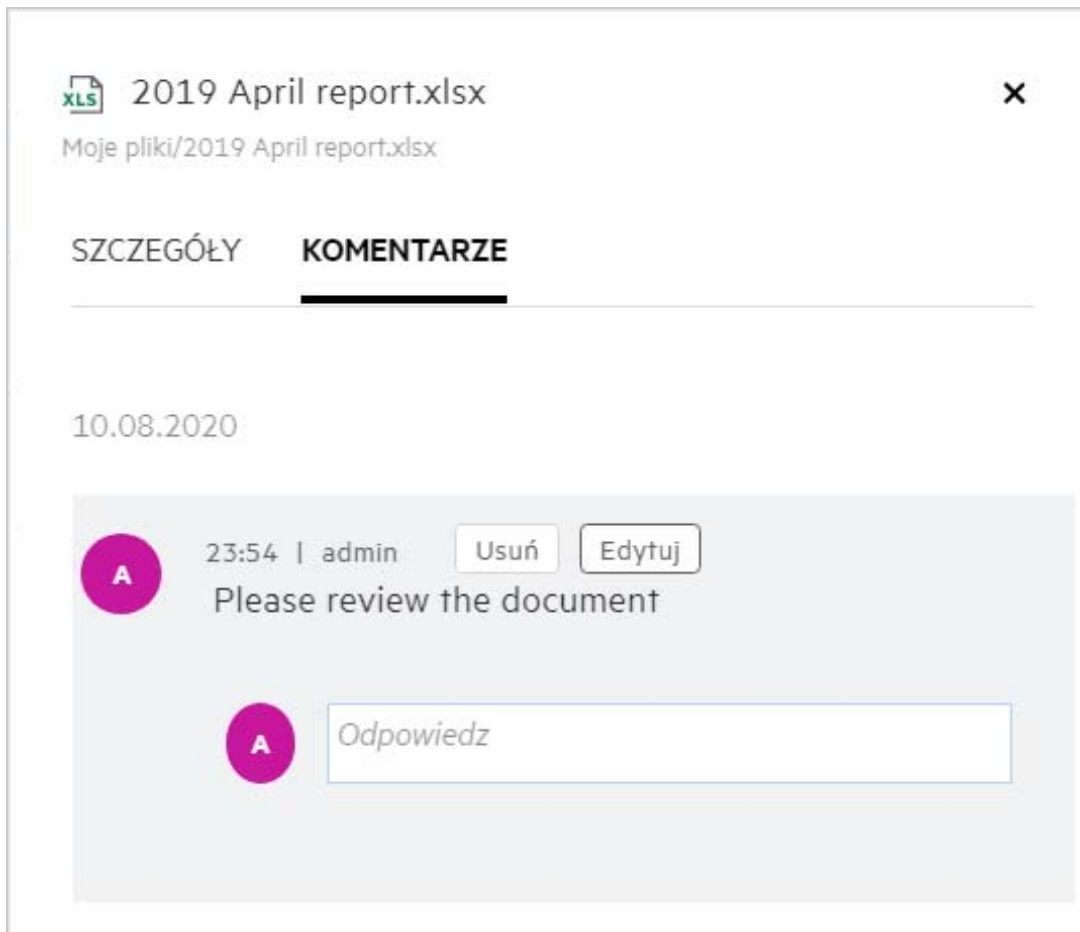 XLS 2019 April report.xlsx ×
Moje pliki/2019 April report.xlsx
SZCZEGÓŁY KOMENTARZE
10.08.2020
A 23:54 | admin Usuń Edytuj
Please review the document
A Odpowiedz